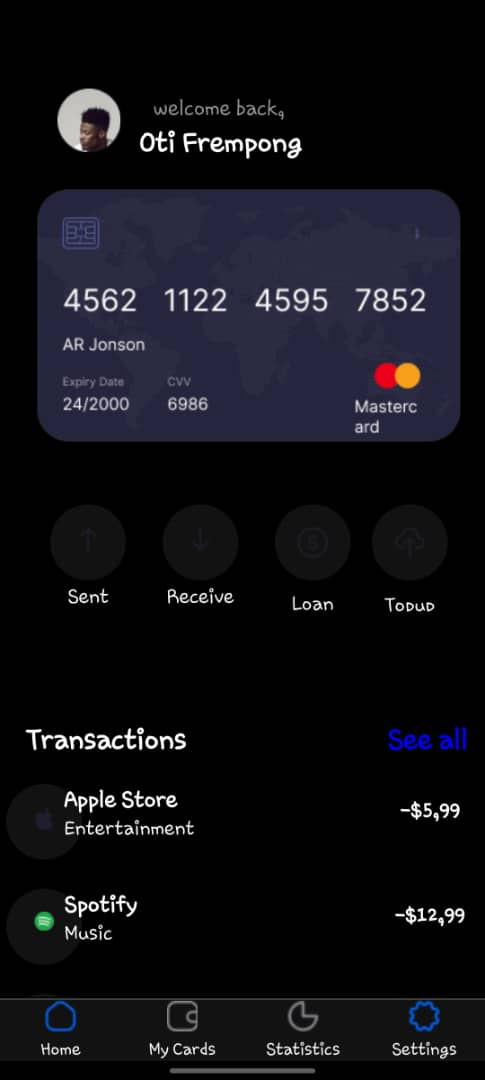 welcome back,
Oti Frempong
4562 1122 4595 7852
AR Jonson
Expiry Date CVV
24/2000 6986
Masterc
ard
Sent Receive Loan Topup
Transactions See all
Apple Store
Entertainment
-$5,99
Spotify
Music
-$12,99
Home My Cards Statistics Settings